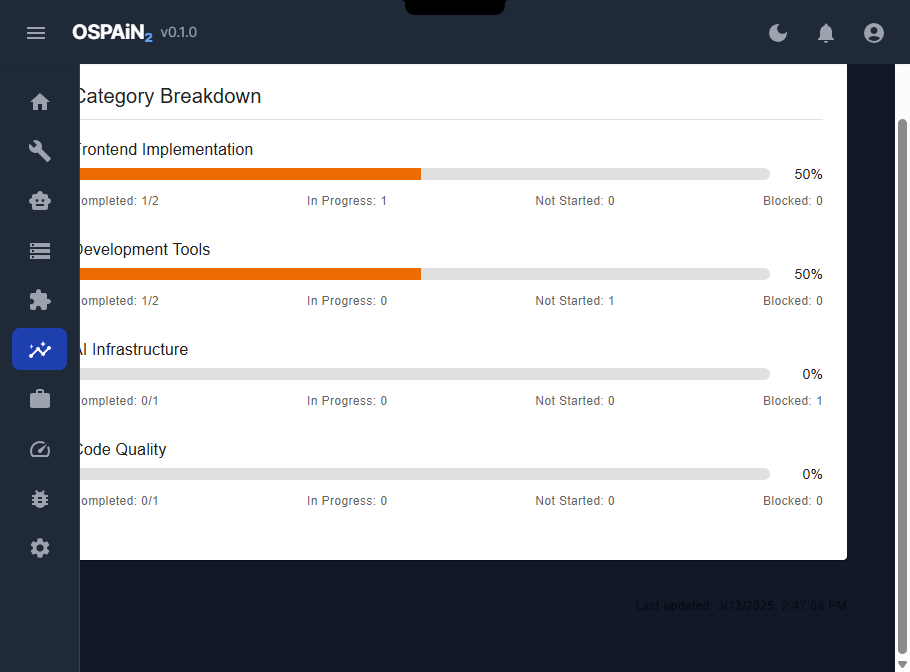 OSPAiN2 v0.1.0
Category Breakdown
Frontend Implementation
50%
ompleted: 1/2 In Progress: 1 Not Started: 0 Blocked: 0
Development Tools
50%
ompleted: 1/2 In Progress: 0 Not Started: 1 Blocked: 0
AI Infrastructure
0%
ompleted: 0/1 In Progress: 0 Not Started: 0 Blocked: 1
Code Quality
0%
ompleted: 0/1 In Progress: 0 Not Started: 0 Blocked: 0
Last updated: 3/12/2025, 2:47:08 PM